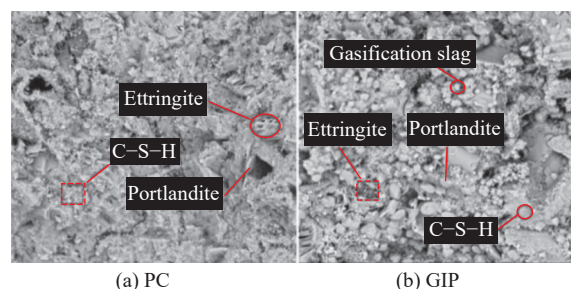 Ettringite
C−S−H
Portlandite
(a) PC
Gasification slag
Ettringite
Portlandite
C−S−H
(b) GIP